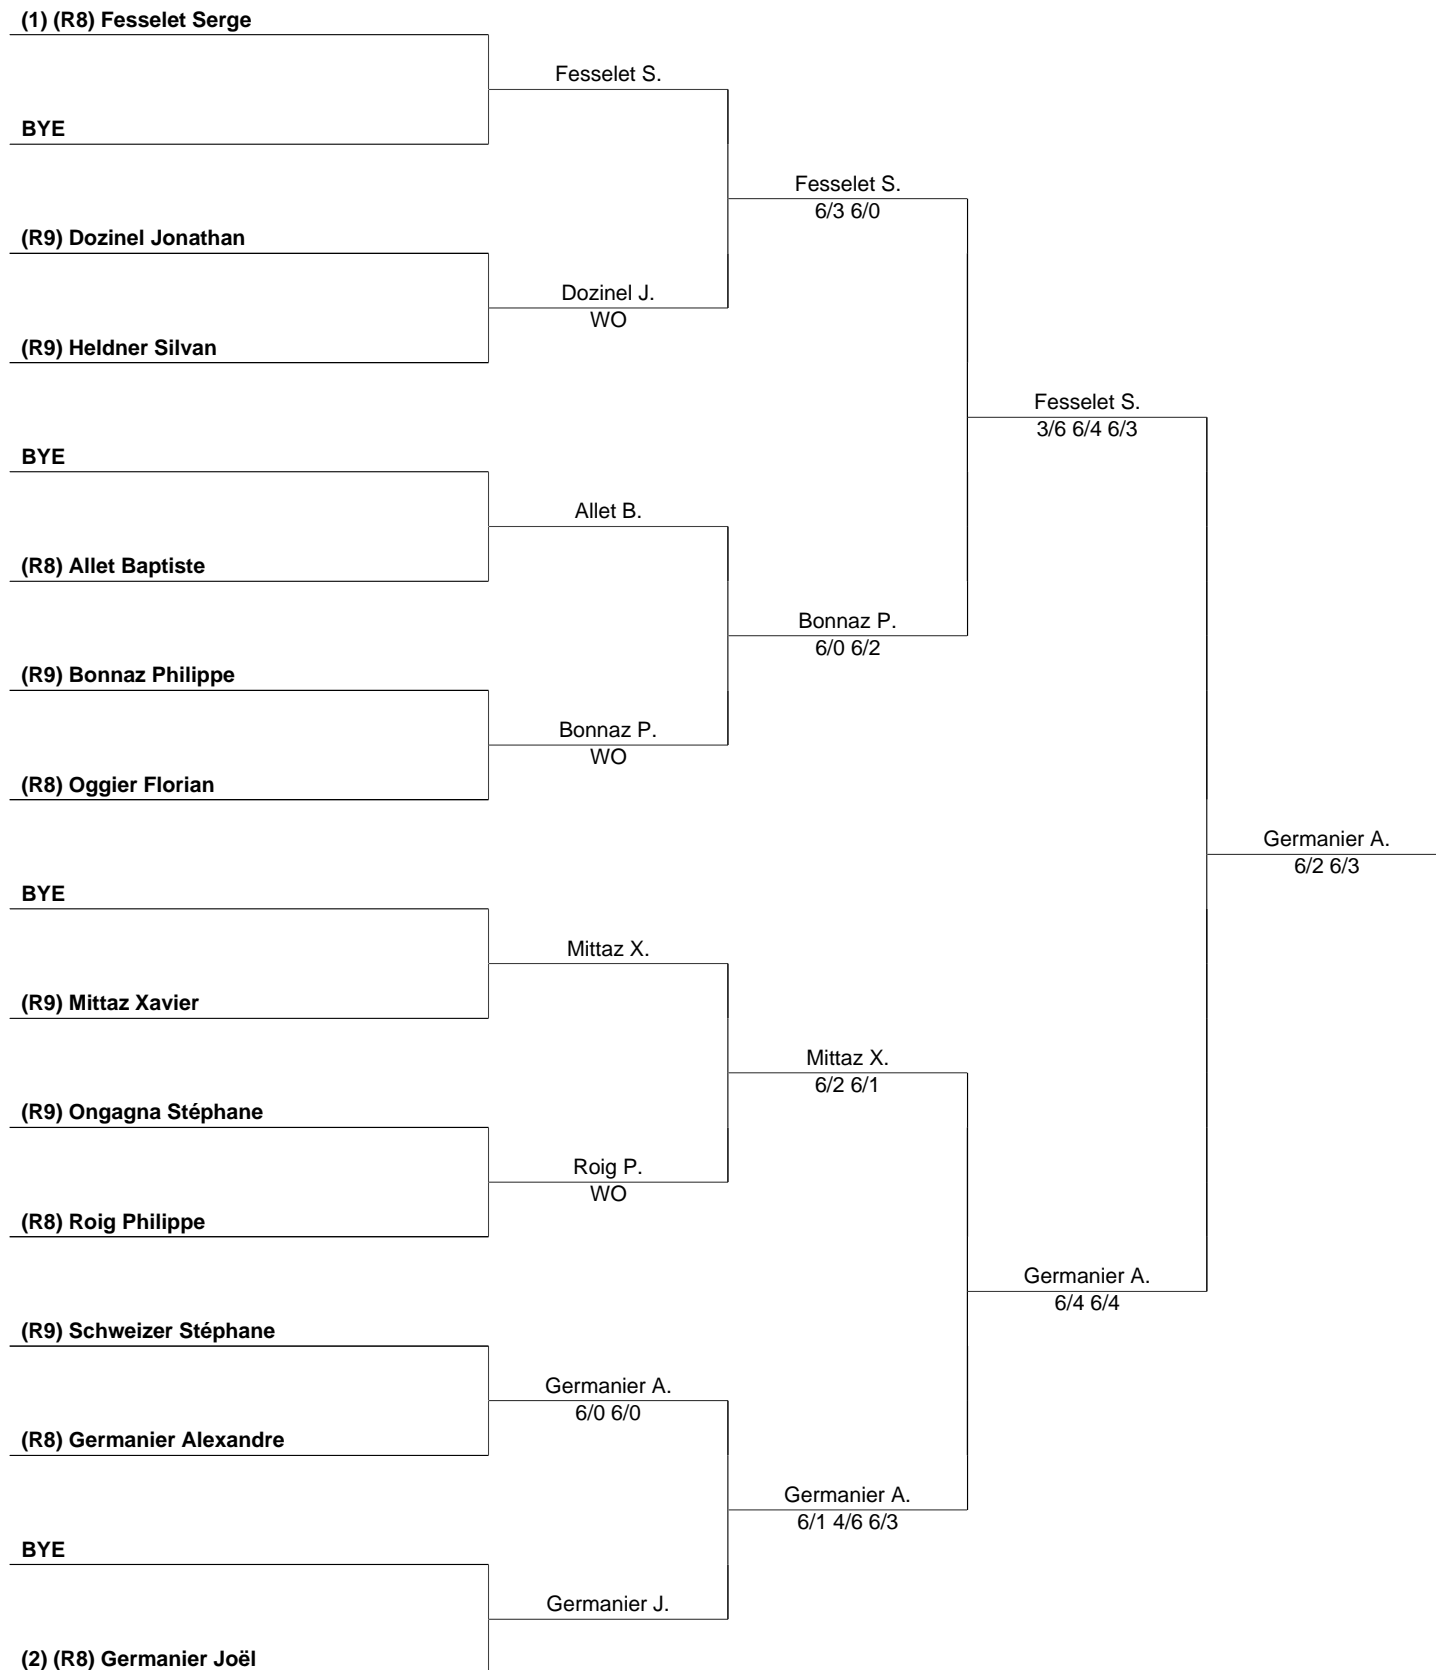 (1) (R8) Fesselet Serge
Fesselet S.
BYE
Fesselet S.
6/3 6/0
(R9) Dozinel Jonathan
Dozinel J.
WO
(R9) Heldner Silvan
Fesselet S.
3/6 6/4 6/3
BYE
Allet B.
(R8) Allet Baptiste
Bonnaz P.
6/0 6/2
(R9) Bonnaz Philippe
Bonnaz P.
WO
(R8) Oggier Florian
Germanier A.
6/2 6/3
BYE
Mittaz X.
(R9) Mittaz Xavier
Mittaz X.
6/2 6/1
(R9) Ongagna Stéphane
Roig P.
WO
(R8) Roig Philippe
Germanier A.
6/4 6/4
(R9) Schweizer Stéphane
Germanier A.
6/0 6/0
(R8) Germanier Alexandre
Germanier A.
6/1 4/6 6/3
BYE
Germanier J.
(2) (R8) Germanier Joël